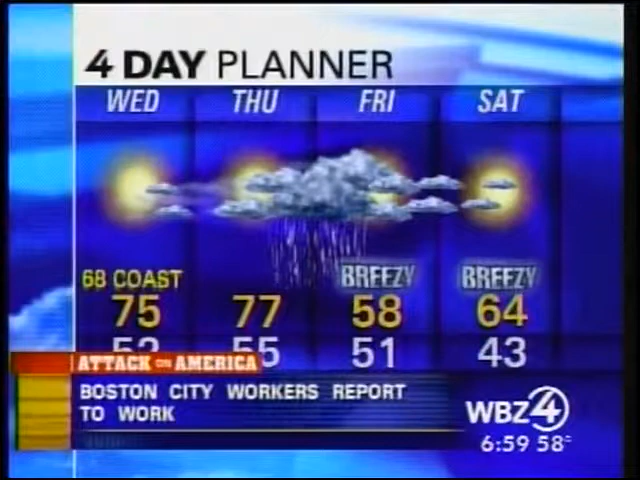 4 DAY PLANNER
WED THU FRI SAT
BREEZY BREEZY
68 COAST
75 77 58 64
51 43
ATTACK ON AMERICA
BOSTON CITY WORKERS REPORT
TO WORK
WBZ4
6:59 58°